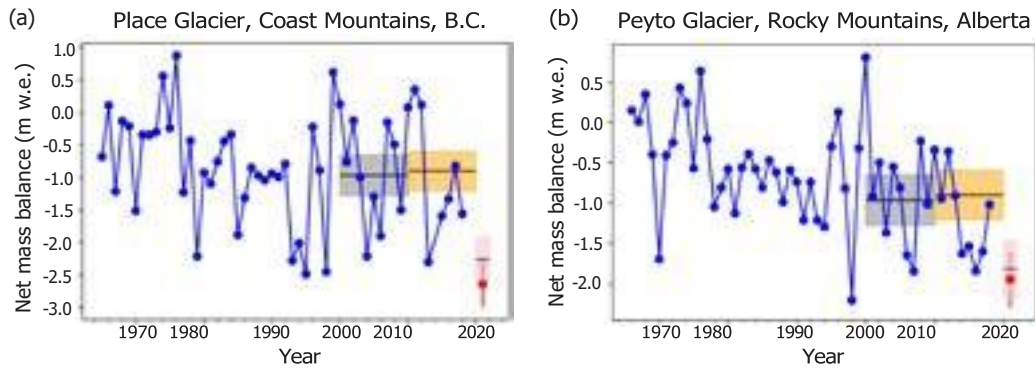 (a) Place Glacier, Coast Mountains, B.C.
Net mass balance (m w.e.)
1.0
0.5
0.0
-0.5
-1.0
-1.5
-2.0
-2.5
-3.0
1970 1980 1990 2000 2010 2020
Year
(b) Peyto Glacier, Rocky Mountains, Alberta
Net mass balance (m w.e.)
0.5
0.0
-0.5
-1.0
-1.5
-2.0
1970 1980 1990 2000 2010 2020
Year